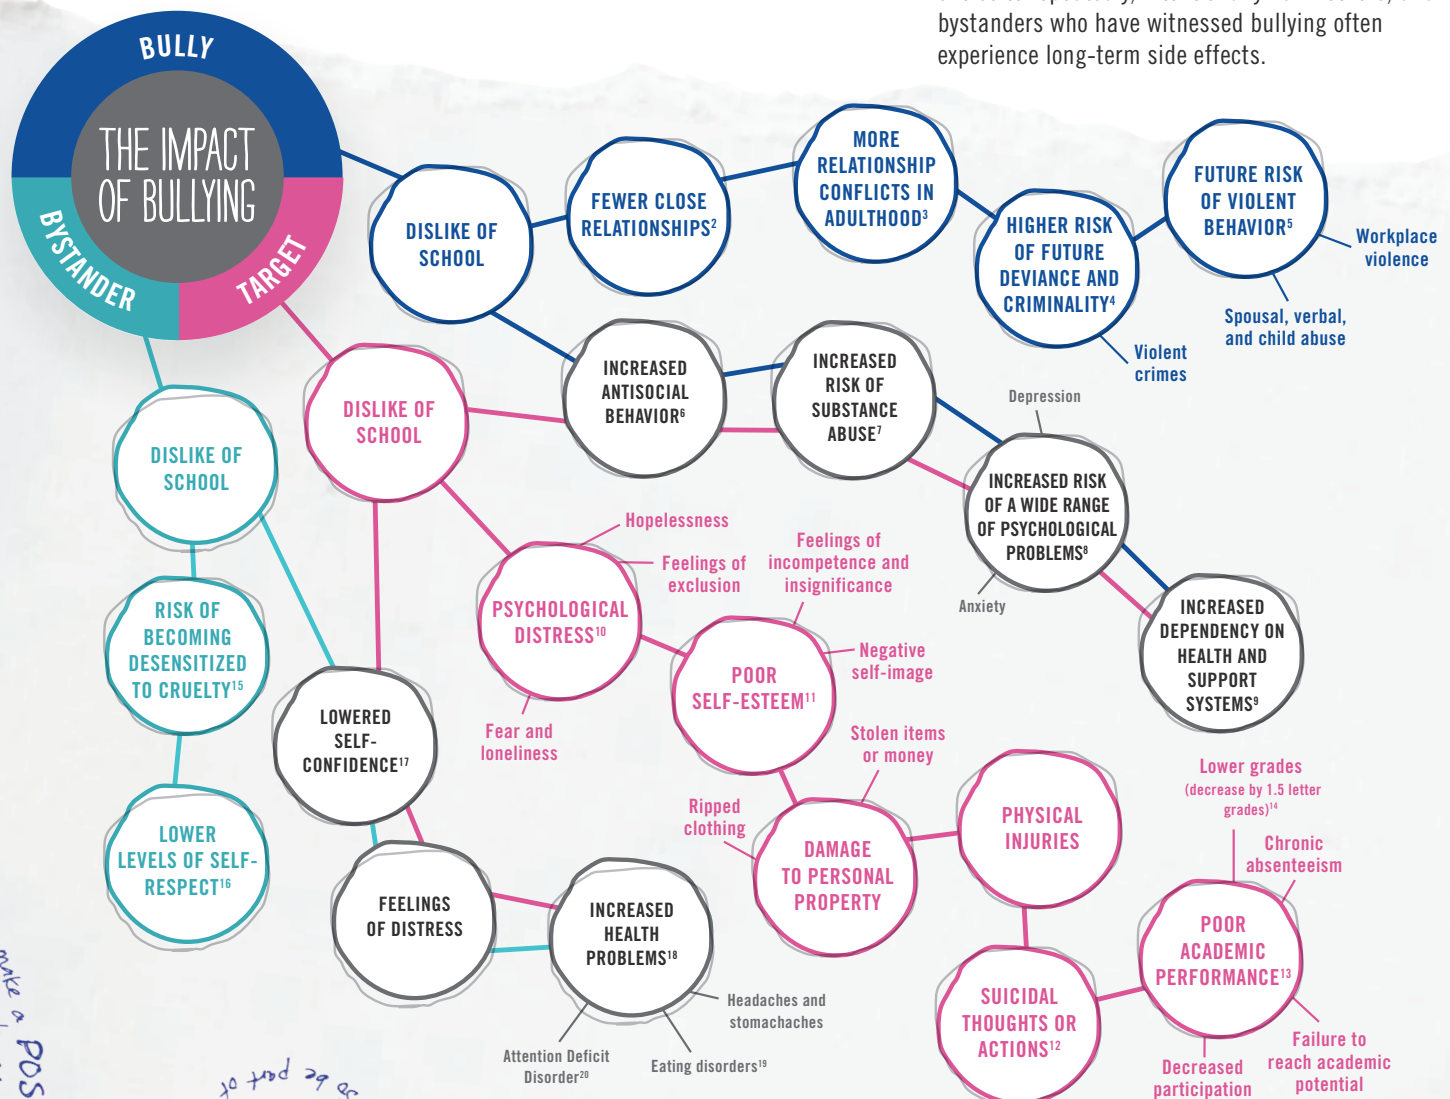 bystanders who have witnessed bullying often
experience long-term side effects.
BULLY
THE IMPACT
OF BULLYING
BYSTANDER
TARGET
DISLIKE OF
SCHOOL
FEWER CLOSE
RELATIONSHIPS²
MORE
RELATIONSHIP
CONFLICTS IN
ADULTHOOD³
HIGHER RISK
OF FUTURE
DEVIANCE AND
CRIMINALITY⁴
Violent
crimes
FUTURE RISK
OF VIOLENT
BEHAVIOR⁵
Workplace
violence
Spousal, verbal,
and child abuse
INCREASED
ANTISOCIAL
BEHAVIOR⁶
INCREASED
RISK OF
SUBSTANCE
ABUSE⁷
Depression
INCREASED RISK
OF A WIDE RANGE
OF PSYCHOLOGICAL
PROBLEMS⁸
Anxiety
INCREASED
DEPENDENCY ON
HEALTH AND
SUPPORT
SYSTEMS⁹
DISLIKE OF
SCHOOL
Hopelessness
Feelings of
exclusion
PSYCHOLOGICAL
DISTRESS¹⁰
Fear and
loneliness
Feelings of
incompetence and
insignificance
POOR
SELF-ESTEEM¹¹
Negative
self-image
Stolen items
or money
Ripped
clothing
DAMAGE
TO PERSONAL
PROPERTY
PHYSICAL
INJURIES
SUICIDAL
THOUGHTS OR
ACTIONS¹²
Lower grades
(decrease by 1.5 letter
grades)¹⁴
Chronic
absenteeism
POOR
ACADEMIC
PERFORMANCE¹³
Failure to
reach academic
potential
Decreased
participation
DISLIKE OF
SCHOOL
RISK OF
BECOMING
DESENSITIZED
TO CRUELTY¹⁵
LOWER
LEVELS OF SELF-
RESPECT¹⁶
LOWERED
SELF-
CONFIDENCE¹⁷
FEELINGS
OF DISTRESS
INCREASED
HEALTH
PROBLEMS¹⁸
Headaches and
stomachaches
Eating disorders¹⁹
Attention Deficit
Disorder²⁰
make a
POS
so be part of